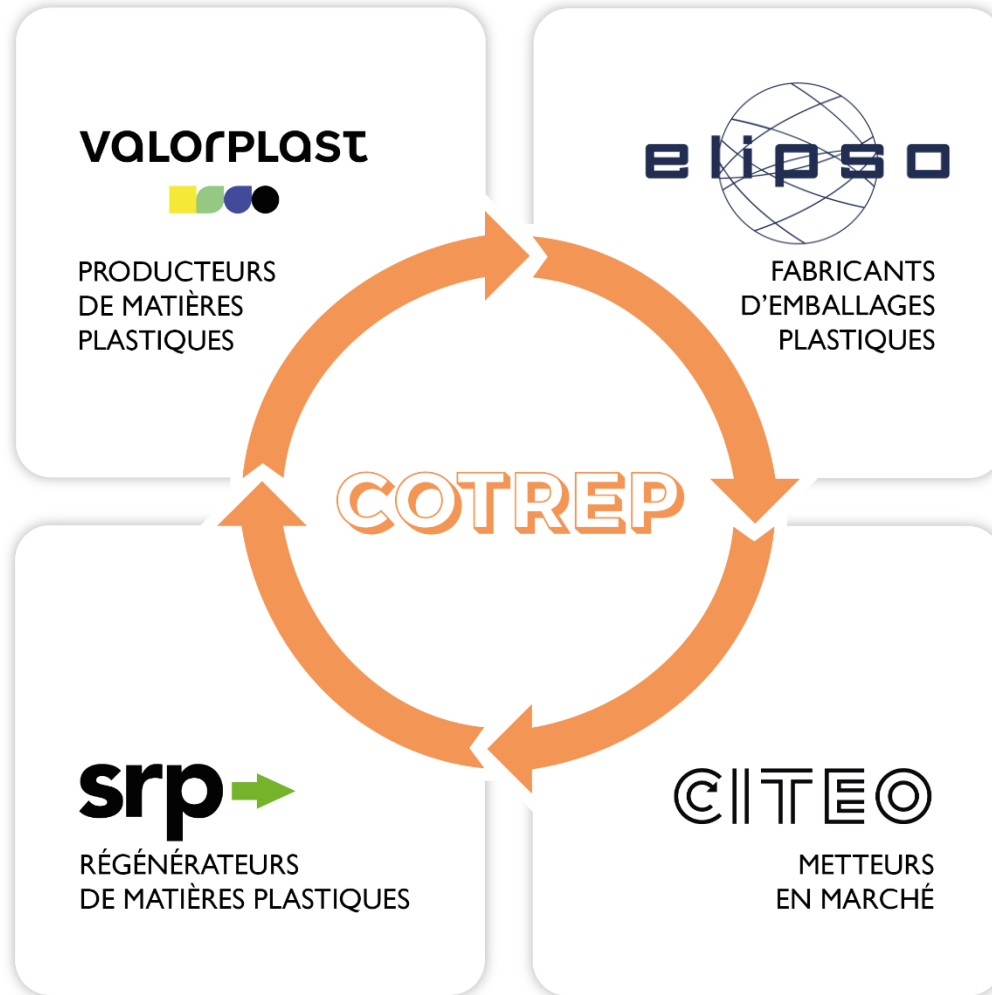 VALORPLAST
PRODUCTEURS
DE MATIÈRES
PLASTIQUES
elipso
FABRICANTS
D'EMBALLAGES
PLASTIQUES
COTREP
srp
RÉGÉNÉRATEURS
DE MATIÈRES PLASTIQUES
CITEO
METTEURS
EN MARCHÉ